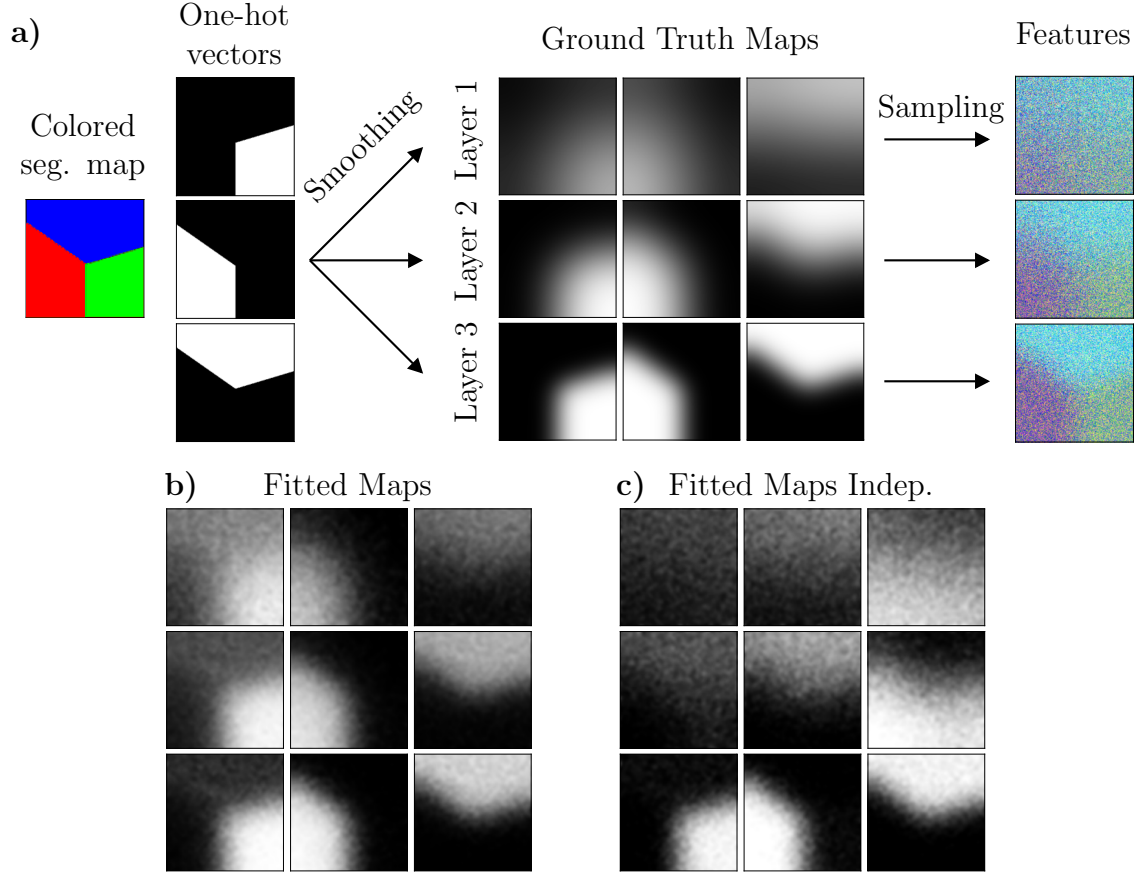 a)
One-hot
vectors
Ground Truth Maps
Features
Colored
seg. map
Smoothing
Layer 1
Layer 2
Layer 3
Sampling
b) Fitted Maps
c) Fitted Maps Indep.